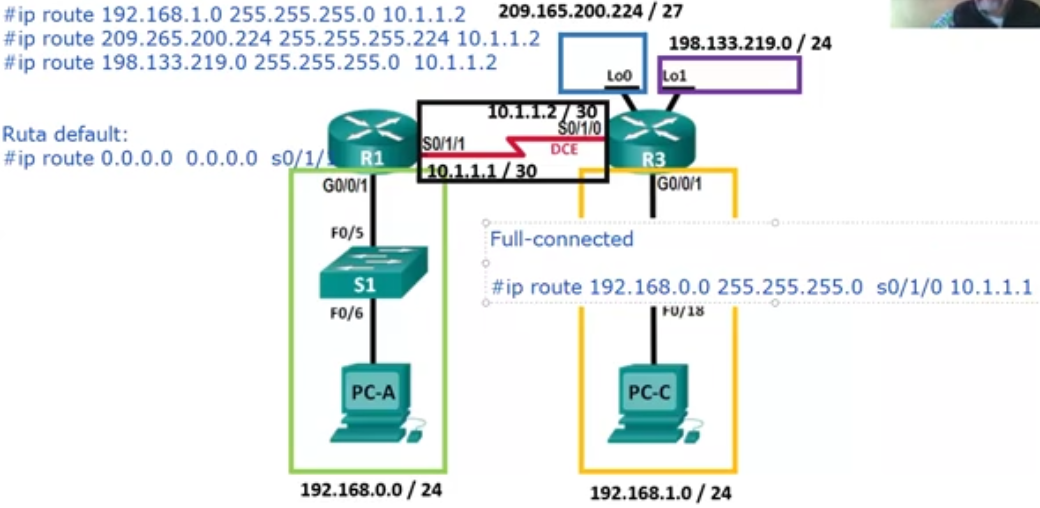 #ip route 192.168.1.0 255.255.255.0 10.1.1.2
#ip route 209.265.200.224 255.255.255.224 10.1.1.2
#ip route 198.133.219.0 255.255.255.0 10.1.1.2
209.165.200.224 / 27
198.133.219.0 / 24
Lo0
Lo1
10.1.1.2 / 30
S0/1/0
DCE
S0/1/1
10.1.1.1 / 30
R1
R3
Ruta default:
#ip route 0.0.0.0 0.0.0.0 s0/1/
G0/0/1
G0/0/1
F0/5
S1
F0/6
Full-connected
#ip route 192.168.0.0 255.255.255.0 s0/1/0 10.1.1.1
F0/18
PC-A
PC-C
192.168.0.0 / 24
192.168.1.0 / 24